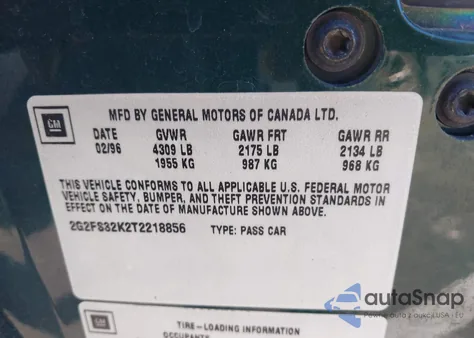 GM
MFD BY GENERAL MOTORS OF CANADA LTD.
DATE GVWR GAWR FRT GAWR RR
02/96 4309 LB 2175 LB 2134 LB
1955 KG 987 KG 968 KG
THIS VEHICLE CONFORMS TO ALL APPLICABLE U.S. FEDERAL MOTOR
VEHICLE SAFETY, BUMPER, AND THEFT PREVENTION STANDARDS IN
EFFECT ON THE DATE OF MANUFACTURE SHOWN ABOVE.
2G2FS32K2T2218856 TYPE: PASS CAR
GM
TIRE-LOADING INFORMATION
OCCUPANTS
autoSnap